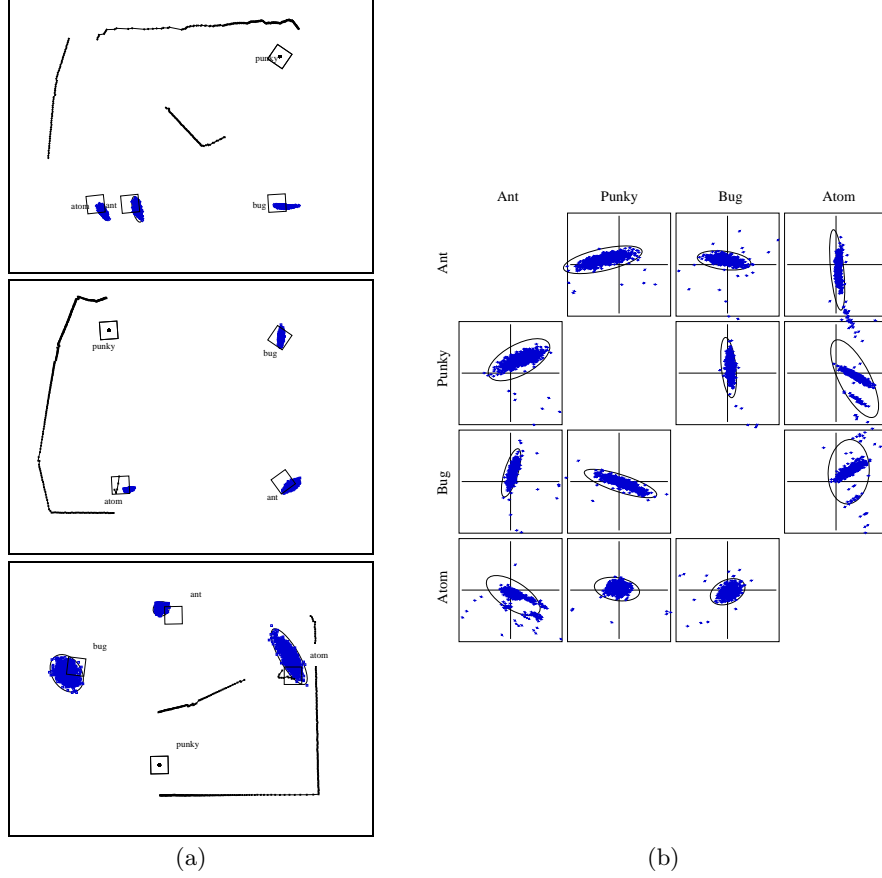 punky
atom ant
bug
punky
bug
atom
ant
ant
bug
atom
punky
(a)
Ant Punky Bug Atom
Ant
Punky
Bug
Atom
(b)